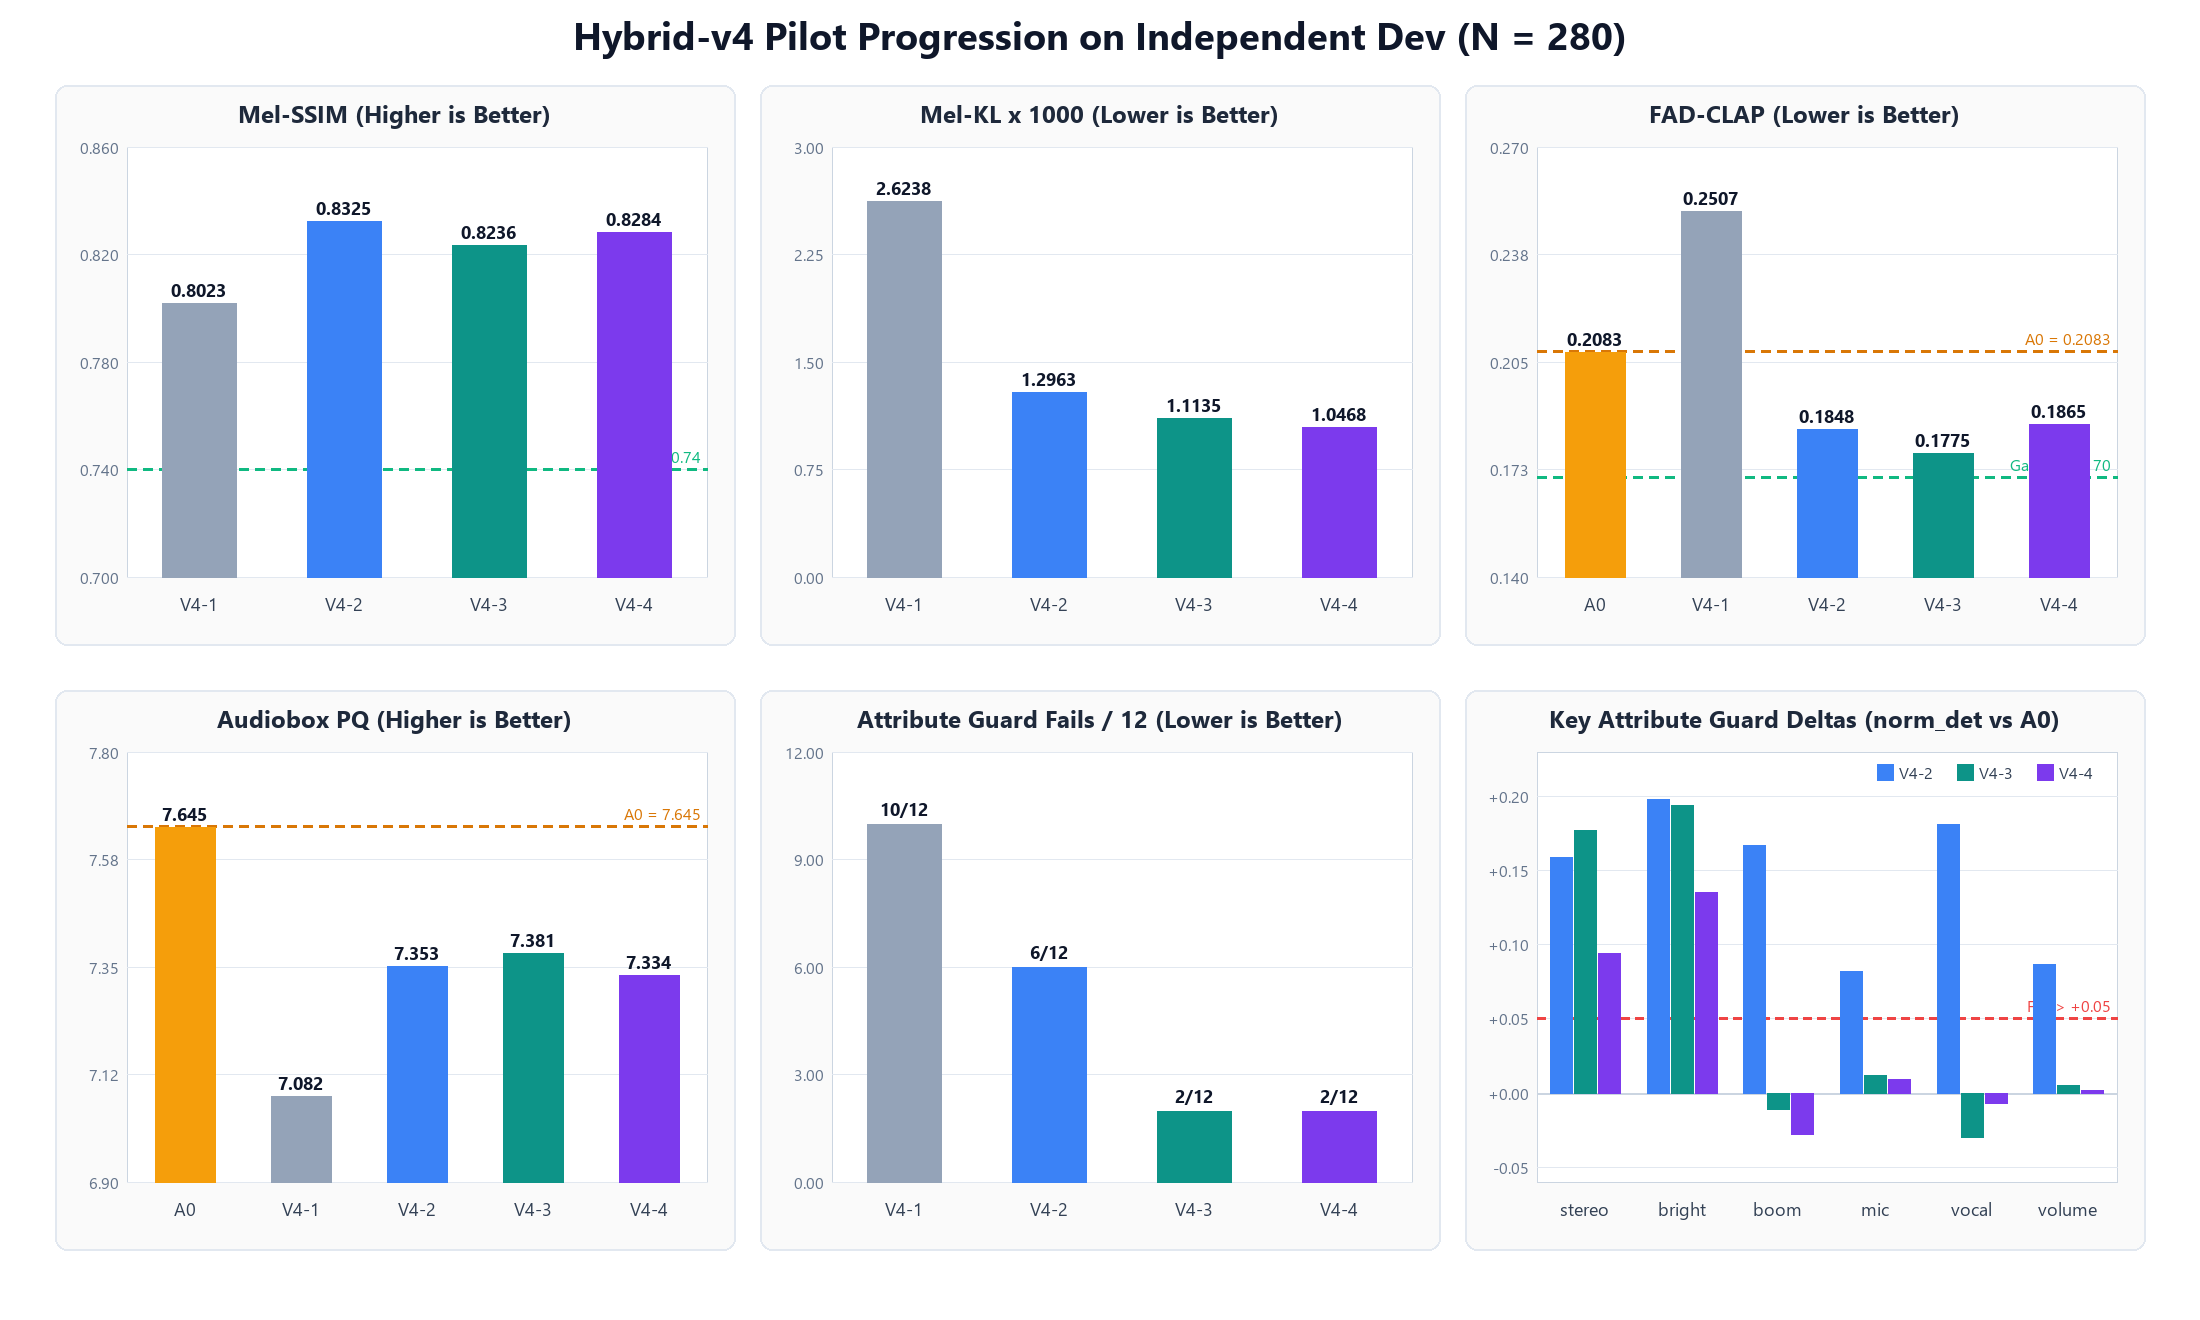 Hybrid-v4 Pilot Progression on Independent Dev (N = 280)
Mel-SSIM (Higher is Better)
0.860
0.820
0.780
0.740
0.700
0.8023
0.8325
0.8236
0.8284
0.74
V4-1
V4-2
V4-3
V4-4
Mel-KL x 1000 (Lower is Better)
3.00
2.25
1.50
0.75
0.00
2.6238
1.2963
1.1135
1.0468
V4-1
V4-2
V4-3
V4-4
FAD-CLAP (Lower is Better)
0.270
0.238
0.205
0.173
0.140
0.2083
0.2507
0.1848
0.1775
0.1865
A0 = 0.2083
70
A0
V4-1
V4-2
V4-3
V4-4
Audiobox PQ (Higher is Better)
7.80
7.58
7.35
7.12
6.90
7.645
7.082
7.353
7.381
7.334
A0 = 7.645
A0
V4-1
V4-2
V4-3
V4-4
Attribute Guard Fails / 12 (Lower is Better)
12.00
9.00
6.00
3.00
0.00
10/12
6/12
2/12
2/12
V4-1
V4-2
V4-3
V4-4
Key Attribute Guard Deltas (norm_det vs A0)
V4-2
V4-3
V4-4
+0.20
+0.15
+0.10
+0.05
+0.00
-0.05
> +0.05
stereo
bright
boom
mic
vocal
volume